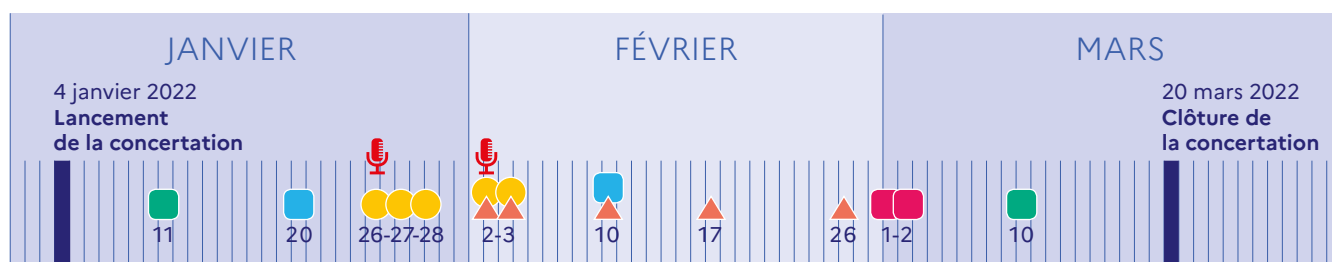 JANVIER
FÉVRIER
MARS
4 janvier 2022
Lancement
de la concertation
20 mars 2022
Clôture de
la concertation
11
20
26-27-28
2-3
10
17
26
1-2
10